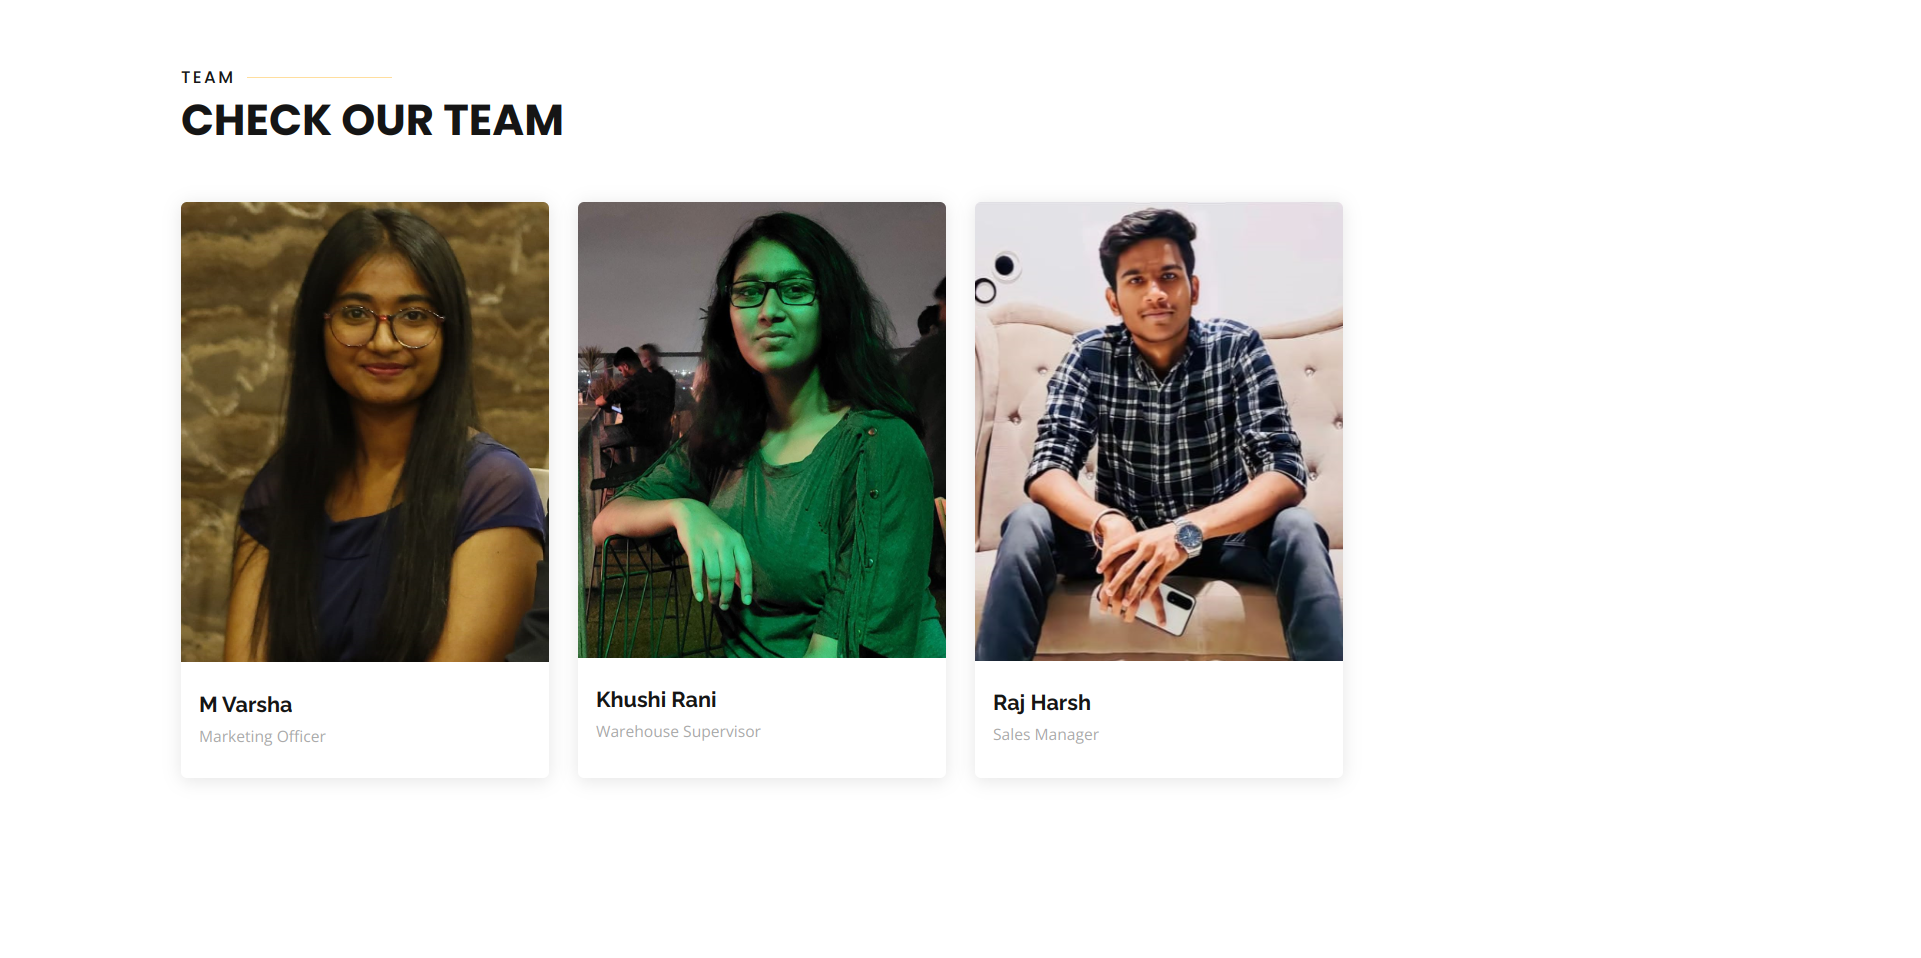 TEAM
CHECK OUR TEAM
M Varsha
Marketing Officer
Khushi Rani
Warehouse Supervisor
Raj Harsh
Sales Manager